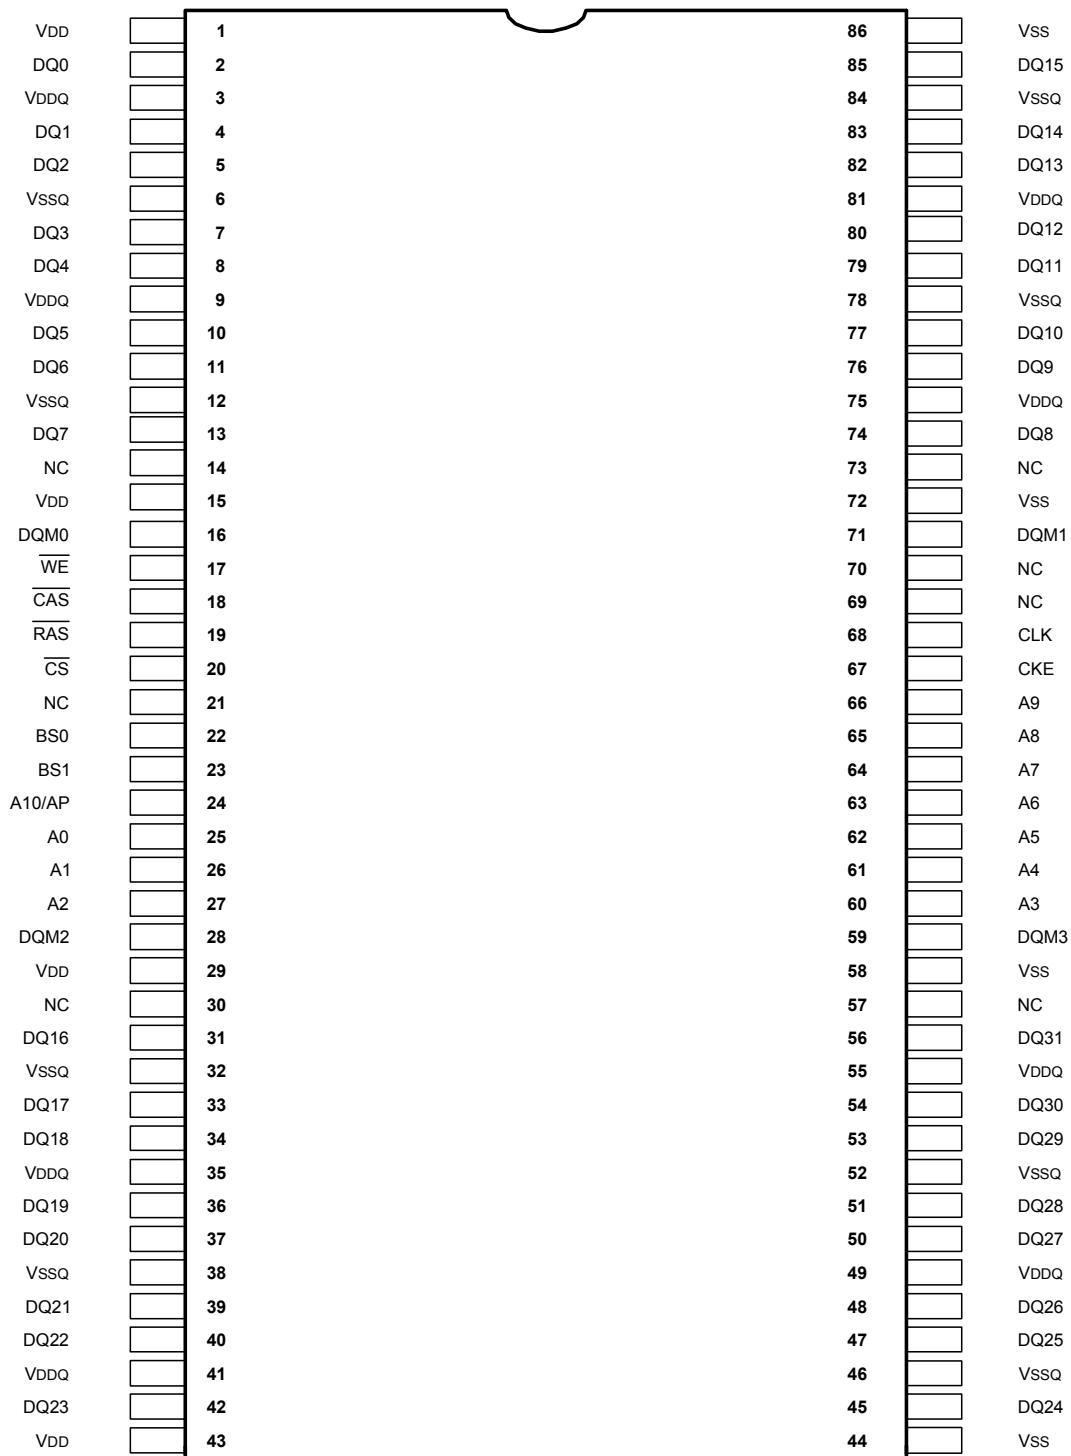 VDD 1 86 VSS
DQ0 2 85 DQ15
VDDQ 3 84 VSSQ
DQ1 4 83 DQ14
DQ2 5 82 DQ13
VSSQ 6 81 VDDQ
DQ3 7 80 DQ12
DQ4 8 79 DQ11
VDDQ 9 78 VSSQ
DQ5 10 77 DQ10
DQ6 11 76 DQ9
VSSQ 12 75 VDDQ
DQ7 13 74 DQ8
NC 14 73 NC
VDD 15 72 VSS
DQM0 16 71 DQM1
W̅E̅ 17 70 NC
C̅A̅S̅ 18 69 NC
R̅A̅S̅ 19 68 CLK
C̅S̅ 20 67 CKE
NC 21 66 A9
BS0 22 65 A8
BS1 23 64 A7
A10/AP 24 63 A6
A0 25 62 A5
A1 26 61 A4
A2 27 60 A3
DQM2 28 59 DQM3
VDD 29 58 VSS
NC 30 57 NC
DQ16 31 56 DQ31
VSSQ 32 55 VDDQ
DQ17 33 54 DQ30
DQ18 34 53 DQ29
VDDQ 35 52 VSSQ
DQ19 36 51 DQ28
DQ20 37 50 DQ27
VSSQ 38 49 VDDQ
DQ21 39 48 DQ26
DQ22 40 47 DQ25
VDDQ 41 46 VSSQ
DQ23 42 45 DQ24
VDD 43 44 VSS